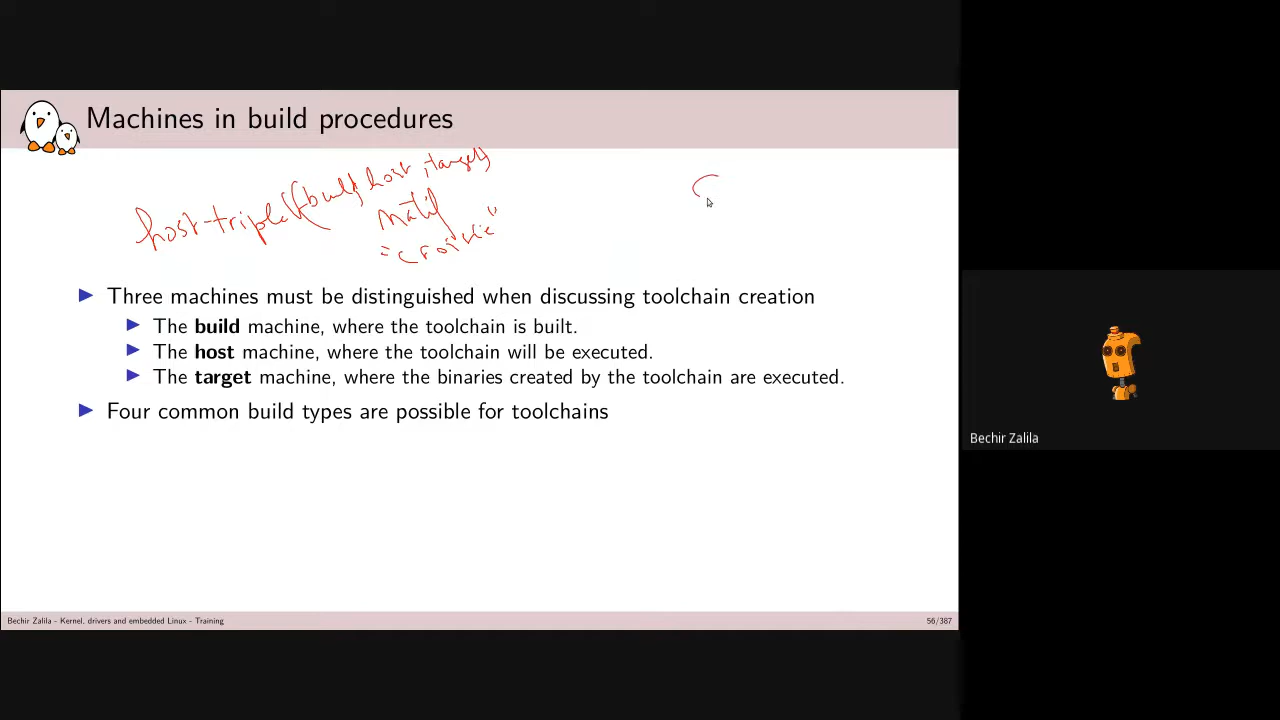 Machines in build procedures
host-triplet (build, host, target)
natif
"croisée"
▶ Three machines must be distinguished when discussing toolchain creation
▶ The build machine, where the toolchain is built.
▶ The host machine, where the toolchain will be executed.
▶ The target machine, where the binaries created by the toolchain are executed.
▶ Four common build types are possible for toolchains
Bechir Zalila
Bechir Zalila - Kernel, drivers and embedded Linux - Training
56/387